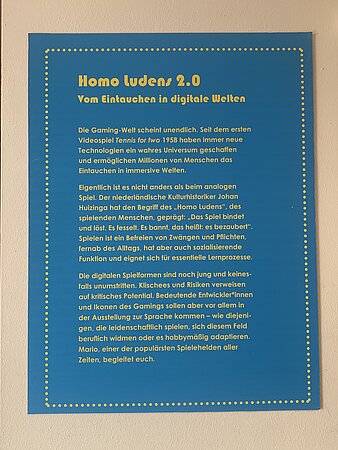 Homo Ludens 2.0
Vom Eintauchen in digitale Welten
Die Gaming-Welt scheint unendlich. Seit dem ersten
Videospiel Tennis for two 1958 haben immer neue
Technologien ein wahres Universum geschaffen
und ermöglichen Millionen von Menschen das
Eintauchen in immersive Welten.
Eigentlich ist es nicht anders als beim analogen
Spiel. Der niederländische Kulturhistoriker Johan
Huizinga hat den Begriff des „Homo Ludens“, des
spielenden Menschen, geprägt: „Das Spiel bindet
und löst. Es fesselt. Es bannt, das heißt: es bezaubert“.
Spielen ist ein Befreien von Zwängen und Pflichten,
fernab des Alltags, hat aber auch sozialisierende
Funktion und eignet sich für essentielle Lernprozesse.
Die digitalen Spielformen sind noch jung und keines-
falls unumstritten. Klischees und Risiken verweisen
auf kritisches Potential. Bedeutende Entwickler*innen
und Ikonen des Gamings sollen aber vor allem in
der Ausstellung zur Sprache kommen – wie diejeni-
gen, die leidenschaftlich spielen, sich diesem Feld
beruflich widmen oder es hobbymäßig adaptieren.
Mario, einer der populärsten Spielehelden aller
Zeiten, begleitet euch.